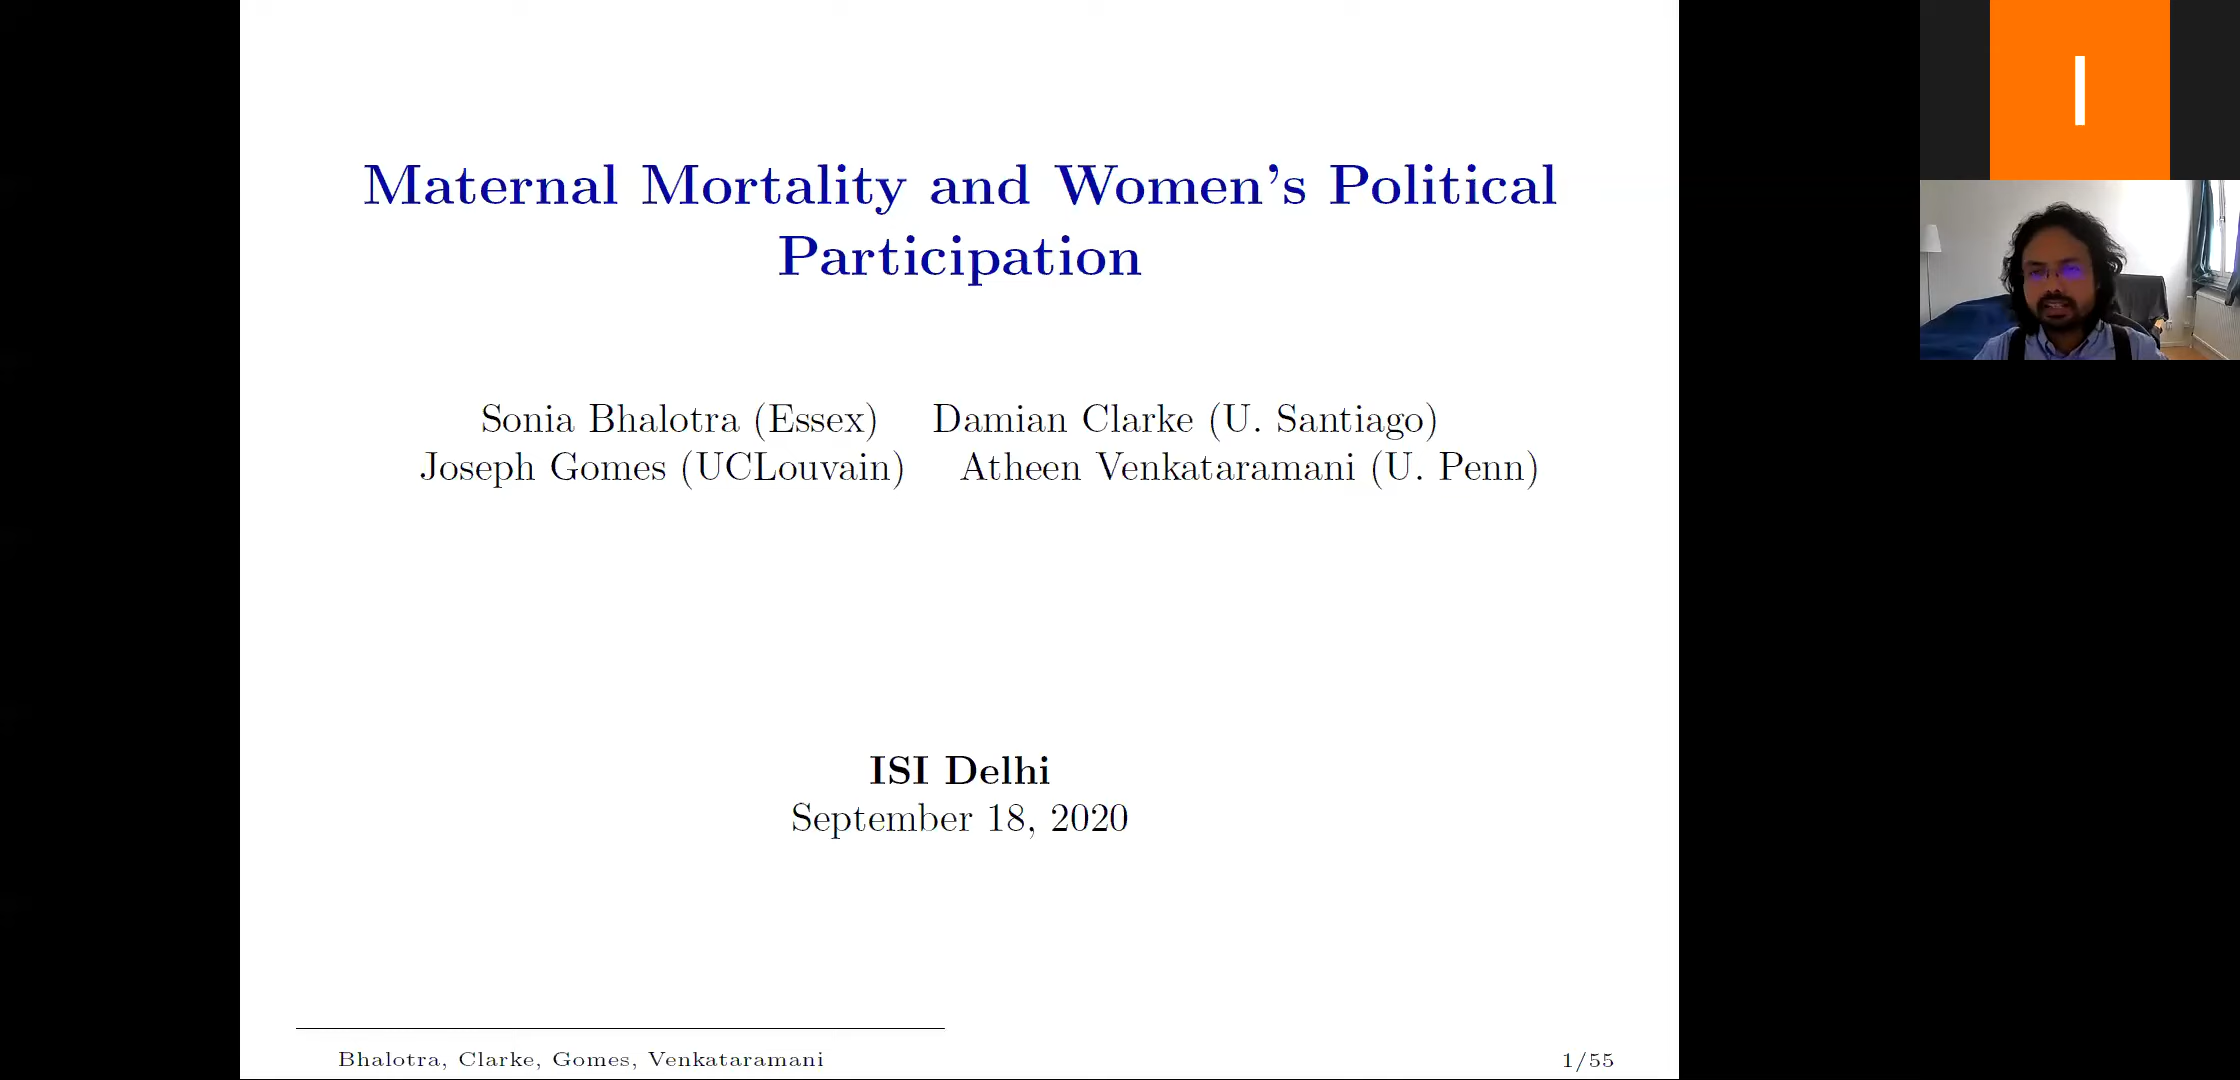 Maternal Mortality and Women's Political
Participation
Sonia Bhalotra (Essex) Damian Clarke (U. Santiago)
Joseph Gomes (UCLouvain) Atheen Venkataramani (U. Penn)
ISI Delhi
September 18, 2020
Bhalotra, Clarke, Gomes, Venkataramani
1/55
I